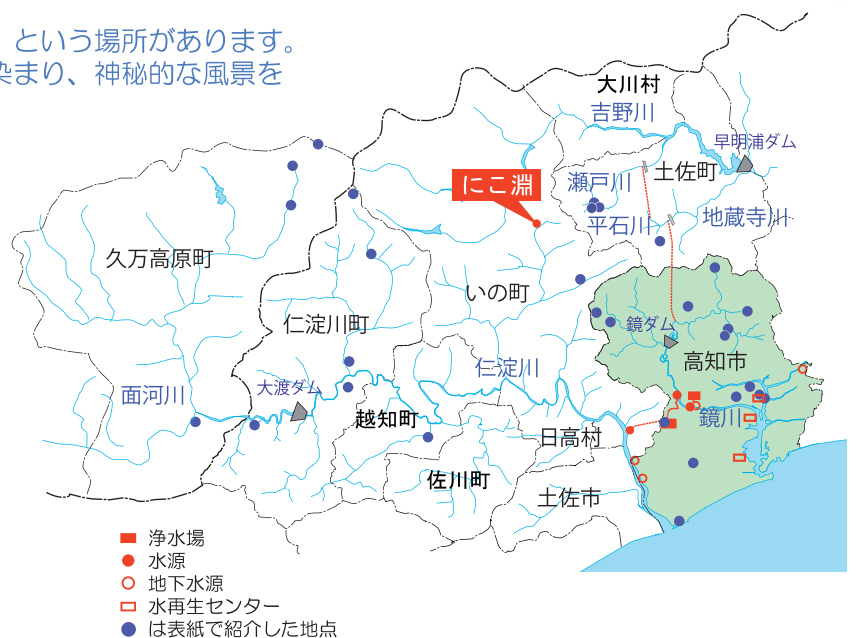 という場所があります。
染まり、神秘的な風景を
大川村
吉野川
早明浦ダム
にこ淵
瀬戸川
土佐町
平石川
地蔵寺川
久万高原町
いの町
仁淀川町
鏡ダム
高知市
仁淀川
面河川
大渡ダム
越知町
鏡川
日高村
佐川町
土佐市
浄水場
水源
地下水源
水再生センター
は表紙で紹介した地点